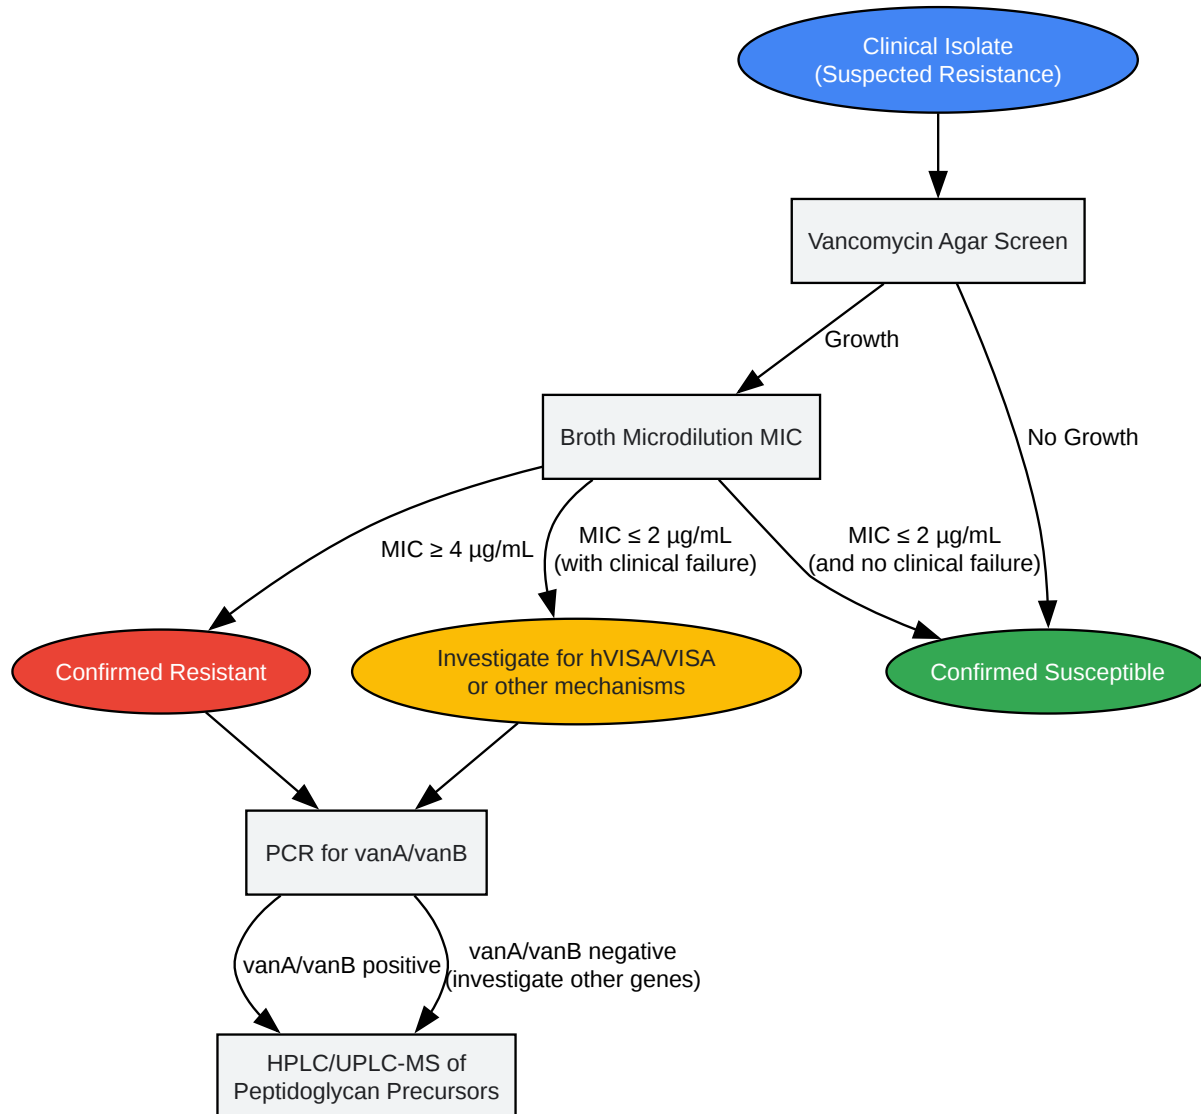 Clinical Isolate
(Suspected Resistance)
Vancomycin Agar Screen
Growth
No Growth
Broth Microdilution MIC
MIC ≥ 4 µg/mL
MIC ≤ 2 µg/mL
(with clinical failure)
MIC ≤ 2 µg/mL
(and no clinical failure)
Confirmed Resistant
Investigate for hVISA/VISA
or other mechanisms
Confirmed Susceptible
PCR for vanA/vanB
vanA/vanB positive
vanA/vanB negative
(investigate other genes)
HPLC/UPLC-MS of
Peptidoglycan Precursors